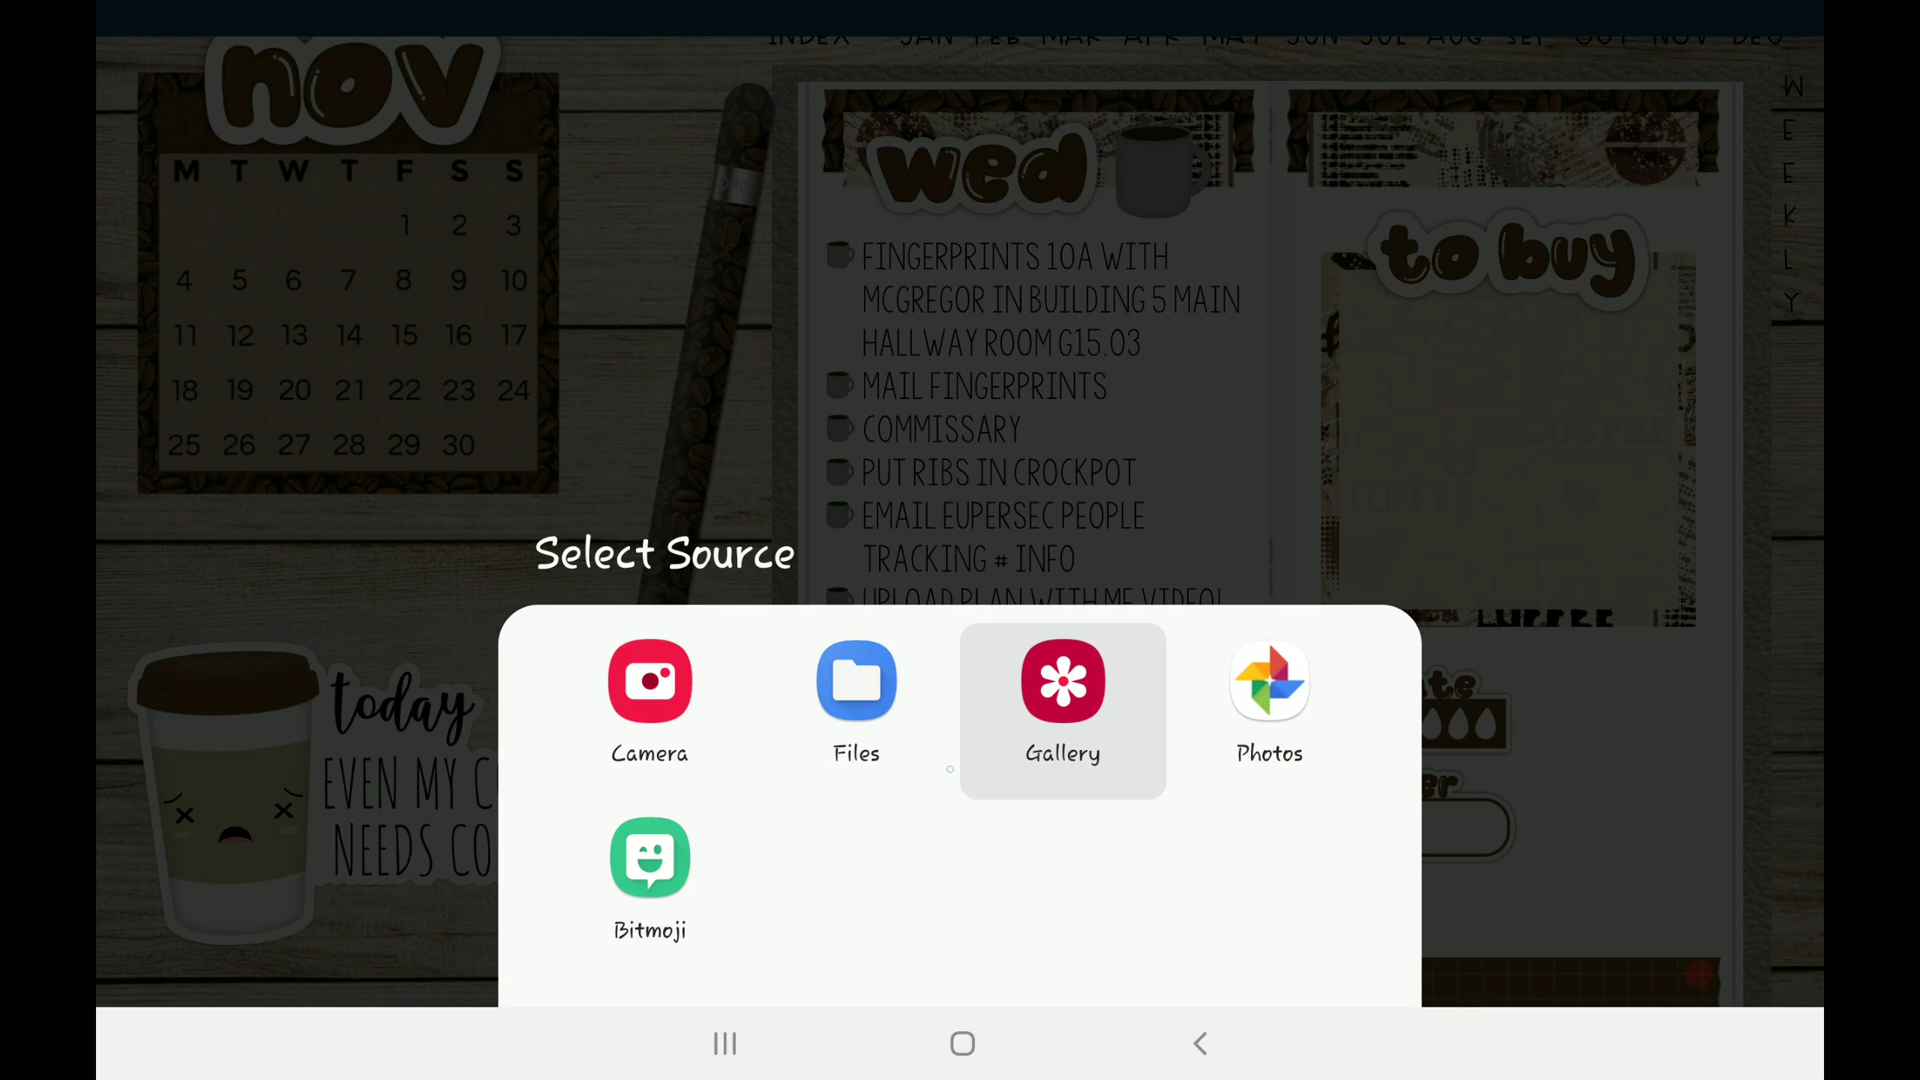 INDEX JAN FEB MAR APR MAY JUN JUL AUG SEP OCT NOV DEC
nov
M T W T F S S
1 2 3
4 5 6 7 8 9 10
11 12 13 14 15 16 17
18 19 20 21 22 23 24
25 26 27 28 29 30
today
EVEN MY C
NEEDS CO
wed
FINGERPRINTS 10A WITH
MCGREGOR IN BUILDING 5 MAIN
HALLWAY ROOM G15.03
MAIL FINGERPRINTS
COMMISSARY
PUT RIBS IN CROCKPOT
EMAIL EUPERSEC PEOPLE
TRACKING # INFO
UPLOAD PLAN WITH ME VIDEO!
to buy
COFFEE
COFFEE
COFFEE
WEEKLY
Select Source
Camera
Files
Gallery
Photos
Bitmoji